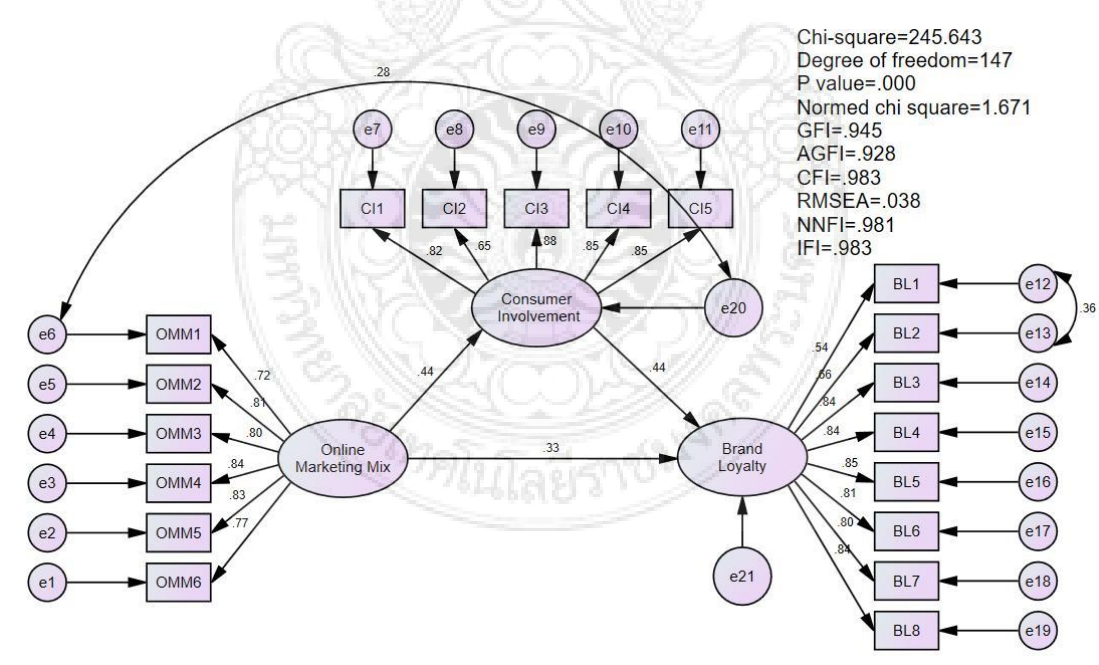 Chi-square=245.643
Degree of freedom=147
P value=.000
Normed chi square=1.671
GFI=.945
AGFI=.928
CFI=.983
RMSEA=.038
NNFI=.981
IFI=.983
.28
e7
e8
e9
e10
e11
CI1
CI2
CI3
CI4
CI5
.82
.65
.88
.85
.85
Consumer
Involvement
e20
e6
OMM1
e5
OMM2
e4
OMM3
e3
OMM4
e2
OMM5
e1
OMM6
.72
.81
.80
.84
.83
.77
Online
Marketing Mix
.44
.44
.33
Brand
Loyalty
e21
.54
.66
.84
.84
.85
.81
.80
.84
BL1
e12
BL2
e13
.36
BL3
e14
BL4
e15
BL5
e16
BL6
e17
BL7
e18
BL8
e19